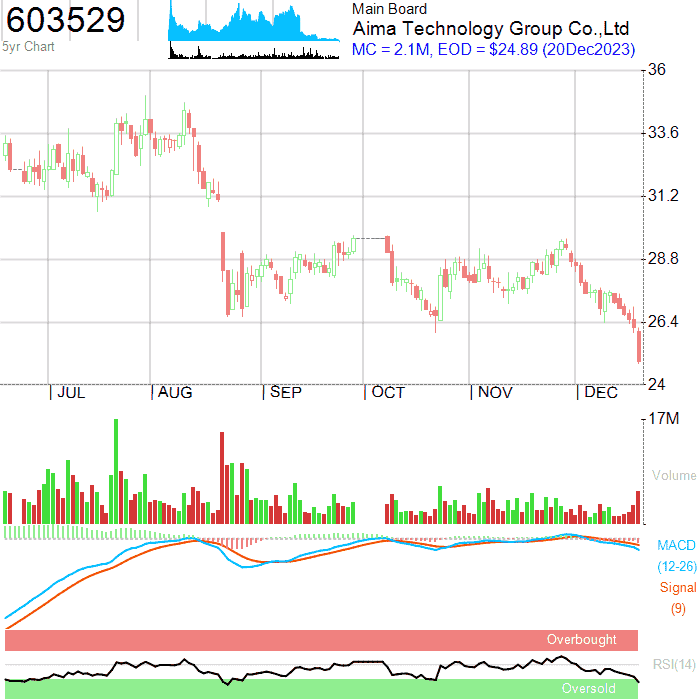 603529
5yr Chart
Main Board
Aima Technology Group Co.,Ltd
MC = 2.1M, EOD = $24.89 (20Dec2023)
36
33.6
31.2
28.8
26.4
24
JUL AUG SEP OCT NOV DEC
17M
Volume
MACD
(12-26)
Signal
(9)
Overbought
RSI(14)
Oversold